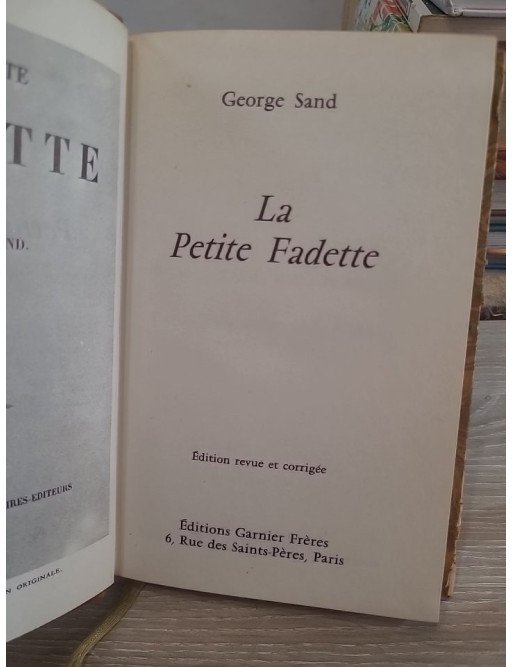 TTE
ND.
IRES-EDITEURS
N ORIGINALE.
George Sand
La
Petite Fadette
Édition revue et corrigée
Éditions Garnier Frères
6, Rue des Saints-Pères, Paris